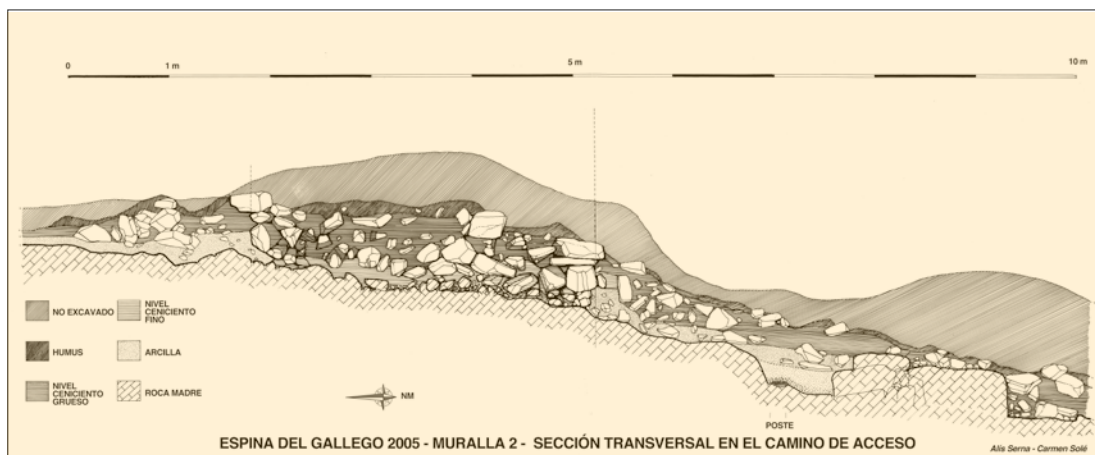 0
1 m
5 m
10 m
NO EXCAVADO
NIVEL
CENICIENTO
FINO
HUMUS
ARCILLA
NIVEL
CENICIENTO
GRUESO
ROCA MADRE
NM
POSTE
ESPINA DEL GALLEGO 2005 - MURALLA 2 - SECCIÓN TRANSVERSAL EN EL CAMINO DE ACCESO
Alís Serna - Carmen Solé